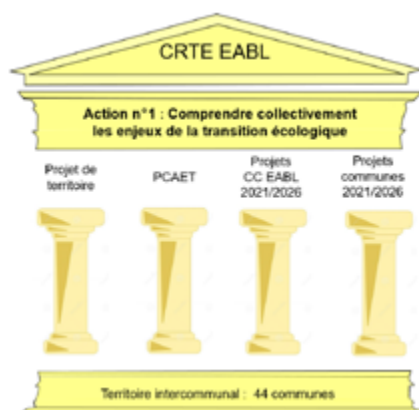 CRTE EABL
Action n°1 : Comprendre collectivement
les enjeux de la transition écologique
Projet de
territoire
PCAET
Projets
CC EABL
2021/2026
Projets
communes
2021/2026
Territoire intercommunal : 44 communes